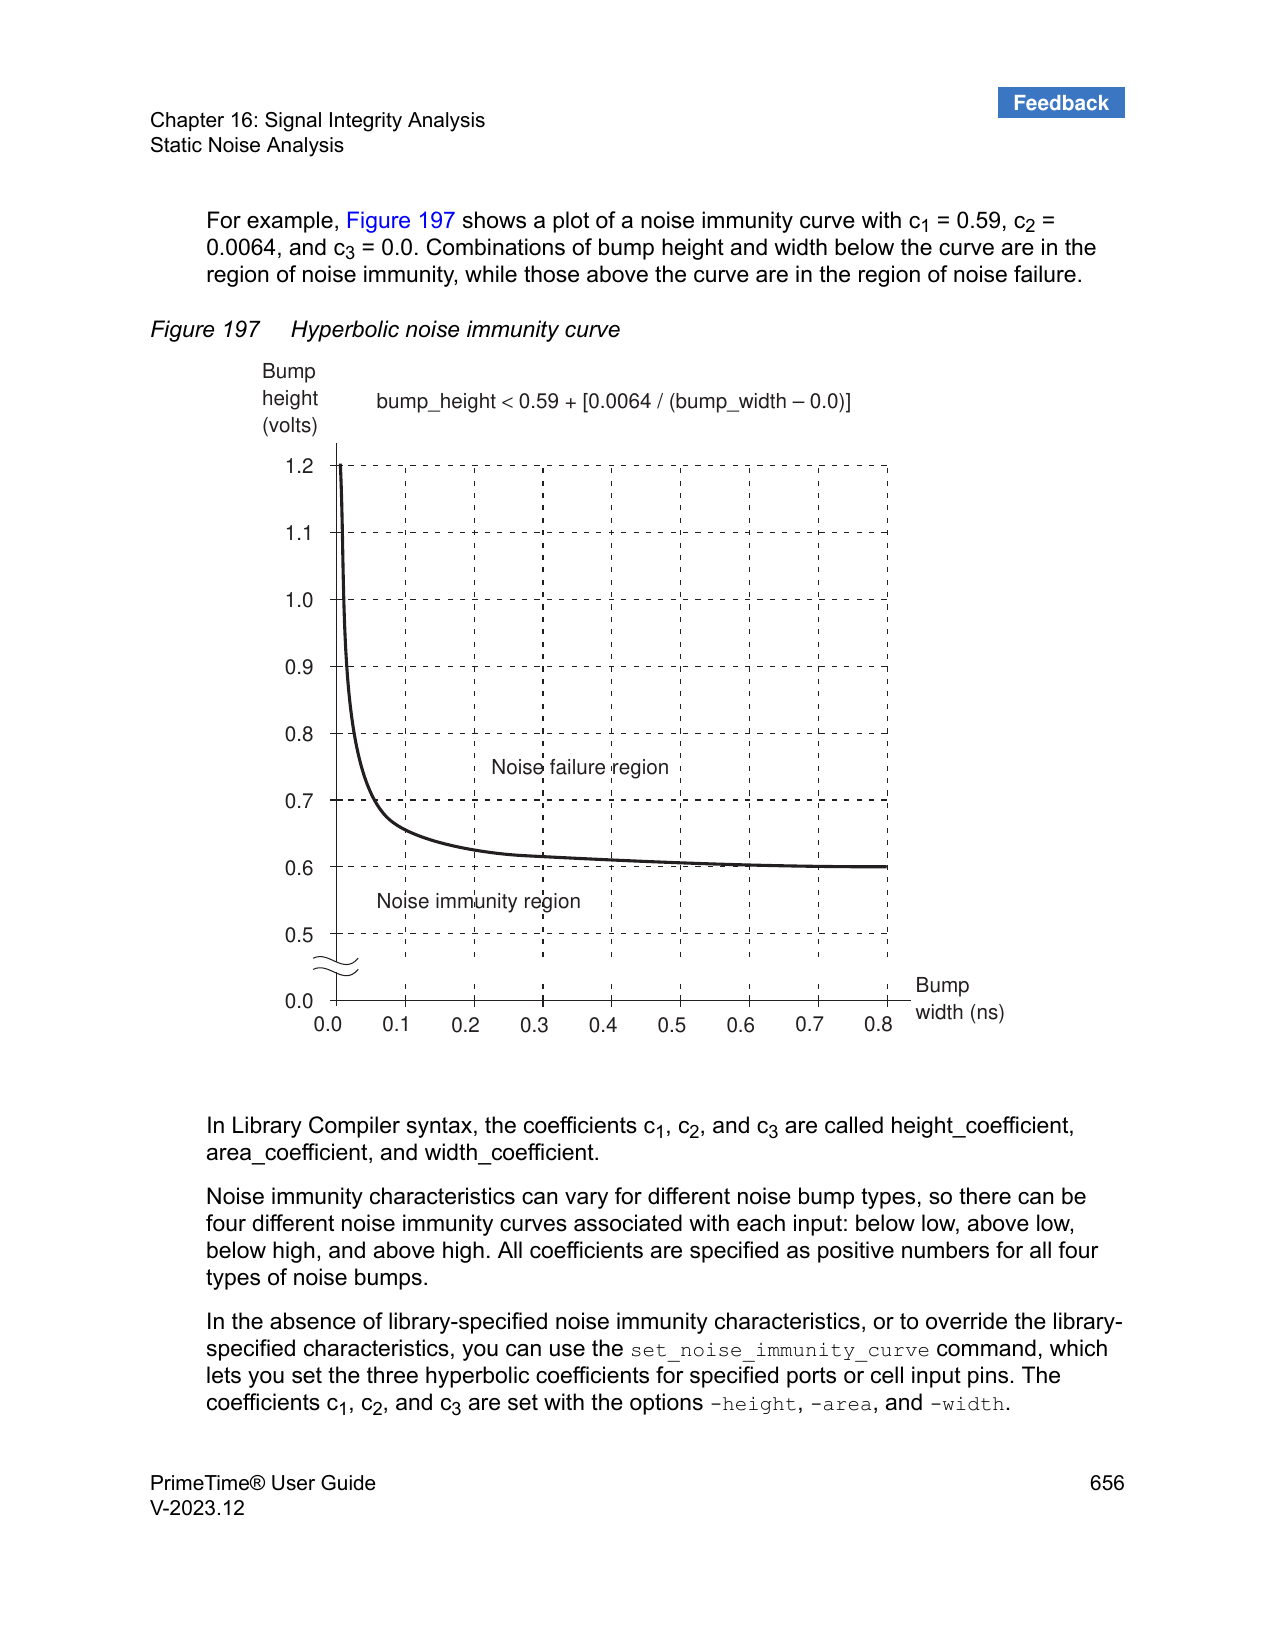 Feedback
Chapter 16: Signal Integrity Analysis
Static Noise Analysis
For example, Figure 197 shows a plot of a noise immunity curve with c1 = 0.59, c2 =
0.0064, and c3 = 0.0. Combinations of bump height and width below the curve are in the
region of noise immunity, while those above the curve are in the region of noise failure.
Figure 197 Hyperbolic noise immunity curve
Bump
height
(volts)
bump_height < 0.59 + [0.0064 / (bump_width – 0.0)]
1.2
1.1
1.0
0.9
0.8
Noise failure region
0.7
0.6
Noise immunity region
0.5
0.0
0.0 0.1 0.2 0.3 0.4 0.5 0.6 0.7 0.8
Bump
width (ns)
In Library Compiler syntax, the coefficients c1, c2, and c3 are called height_coefficient,
area_coefficient, and width_coefficient.
Noise immunity characteristics can vary for different noise bump types, so there can be
four different noise immunity curves associated with each input: below low, above low,
below high, and above high. All coefficients are specified as positive numbers for all four
types of noise bumps.
In the absence of library-specified noise immunity characteristics, or to override the library-
specified characteristics, you can use the set_noise_immunity_curve command, which
lets you set the three hyperbolic coefficients for specified ports or cell input pins. The
coefficients c1, c2, and c3 are set with the options -height, -area, and -width.
PrimeTime® User Guide 656
V-2023.12